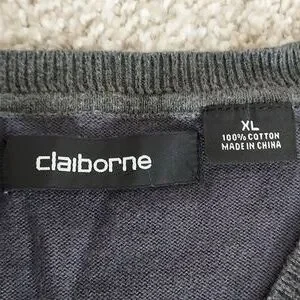 claiborne
XL
100% COTTON
MADE IN CHINA